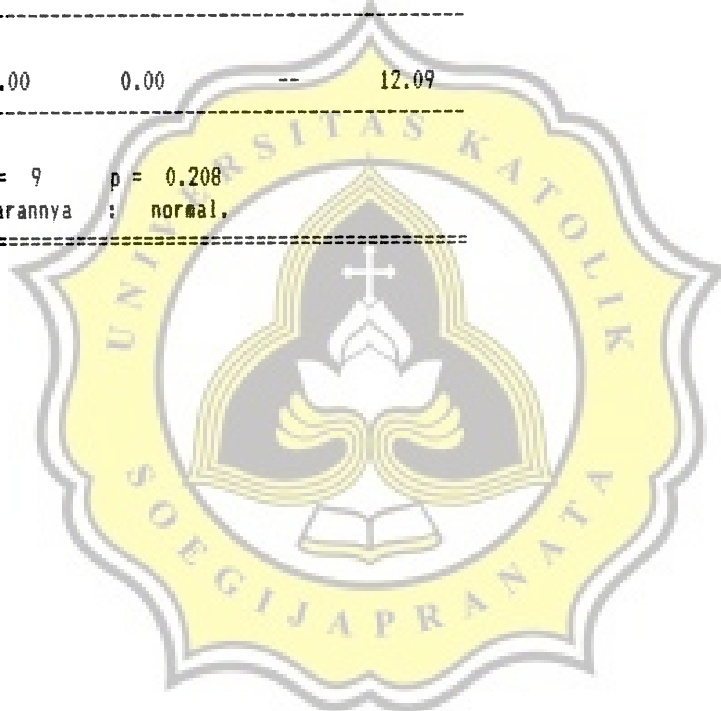 .00 0.00 -- 12.09
= 9 p = 0.208
arannya : normal.
UNIVERSITAS KATOLIK
SOEGIJAPRANATA